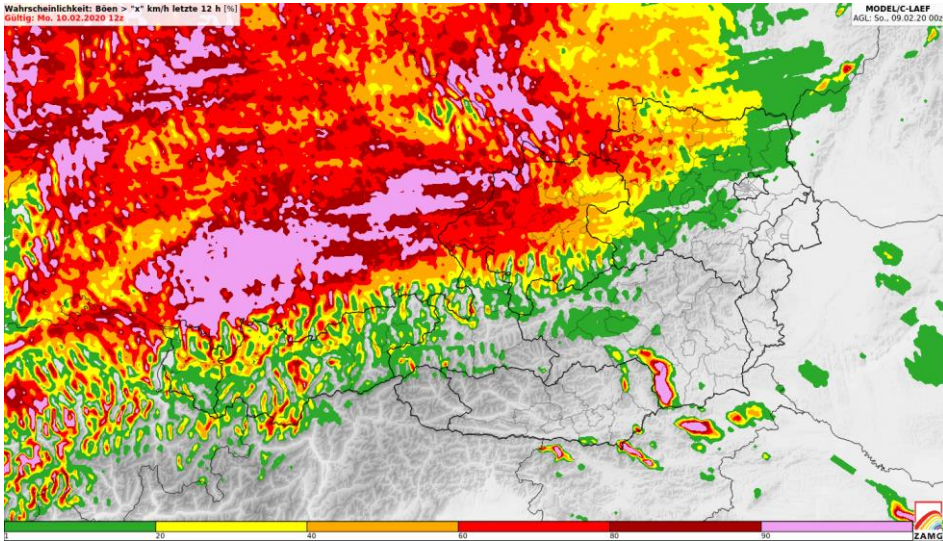 Wahrscheinlichkeit: Böen > "x" km/h letzte 12 h [%]
Gültig: Mo. 10.02.2020 12z
MODEL/C-LAEF
AGL: So., 09.02.20 00z
1 20 40 60 80 90
ZAMG